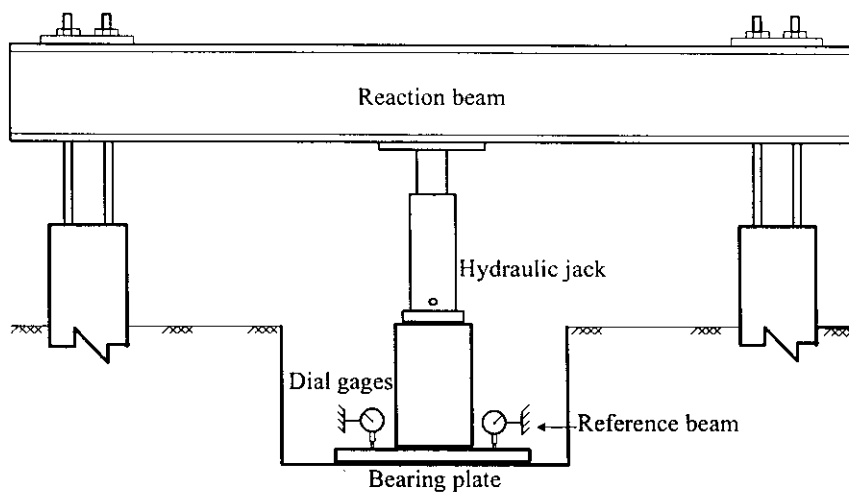 Reaction beam
Hydraulic jack
Dial gages
Reference beam
Bearing plate